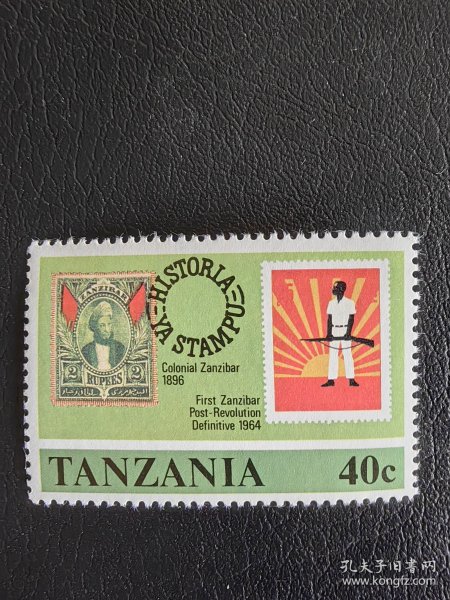 HISTORIA
YA STAMPU
ZANZIBAR
2 2
RUPEES
Colonial Zanzibar
1896
First Zanzibar
Post-Revolution
Definitive 1964
TANZANIA 40c
孔夫子旧书网
www.kongfz.com